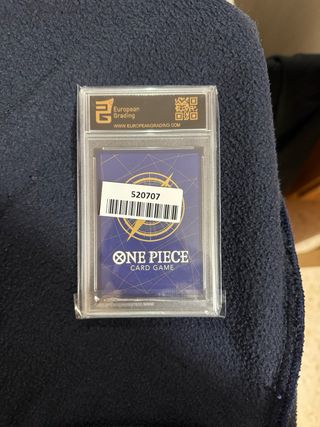 European
Grading
WWW.EUROPEANGRADING.COM
520707
ONE PIECE
CARD GAME